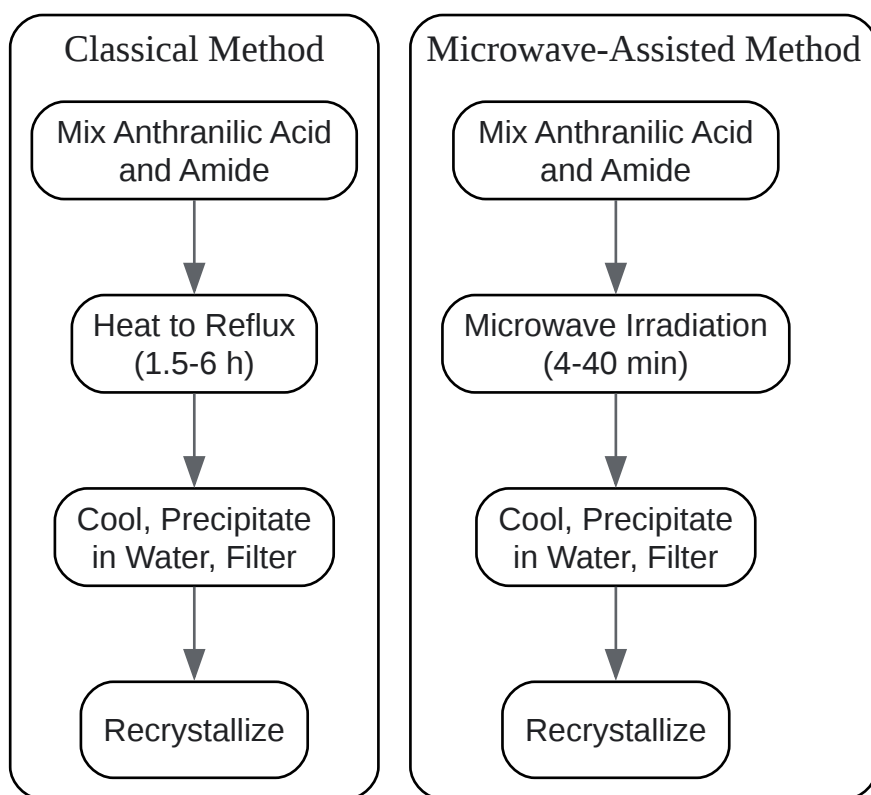 Classical Method
Mix Anthranilic Acid
and Amide
Heat to Reflux
(1.5-6 h)
Cool, Precipitate
in Water, Filter
Recrystallize
Microwave-Assisted Method
Mix Anthranilic Acid
and Amide
Microwave Irradiation
(4-40 min)
Cool, Precipitate
in Water, Filter
Recrystallize